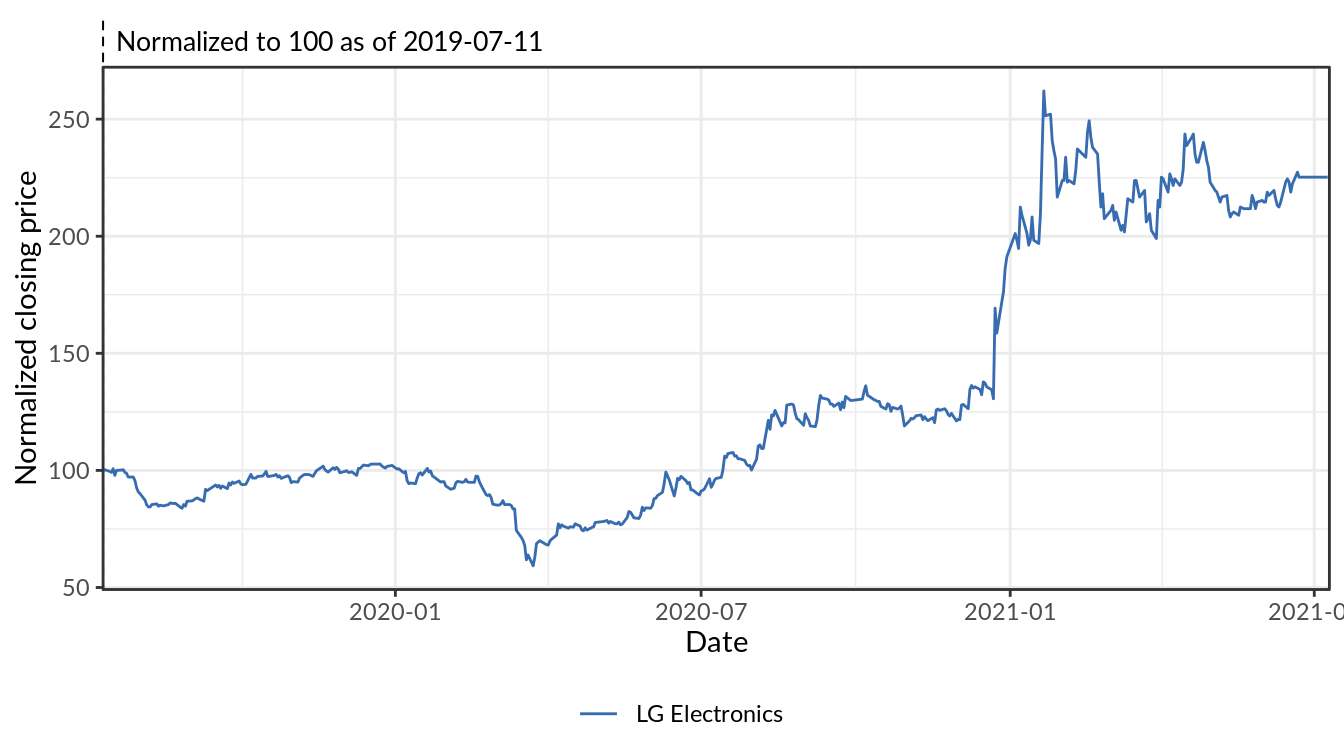 Normalized to 100 as of 2019-07-11
250
200
150
100
50
Normalized closing price
2020-01
2020-07
2021-01
2021-0
Date
LG Electronics